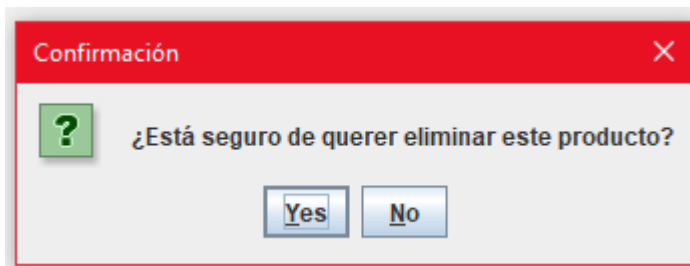 Confirmación
?
¿Está seguro de querer eliminar este producto?
Yes No